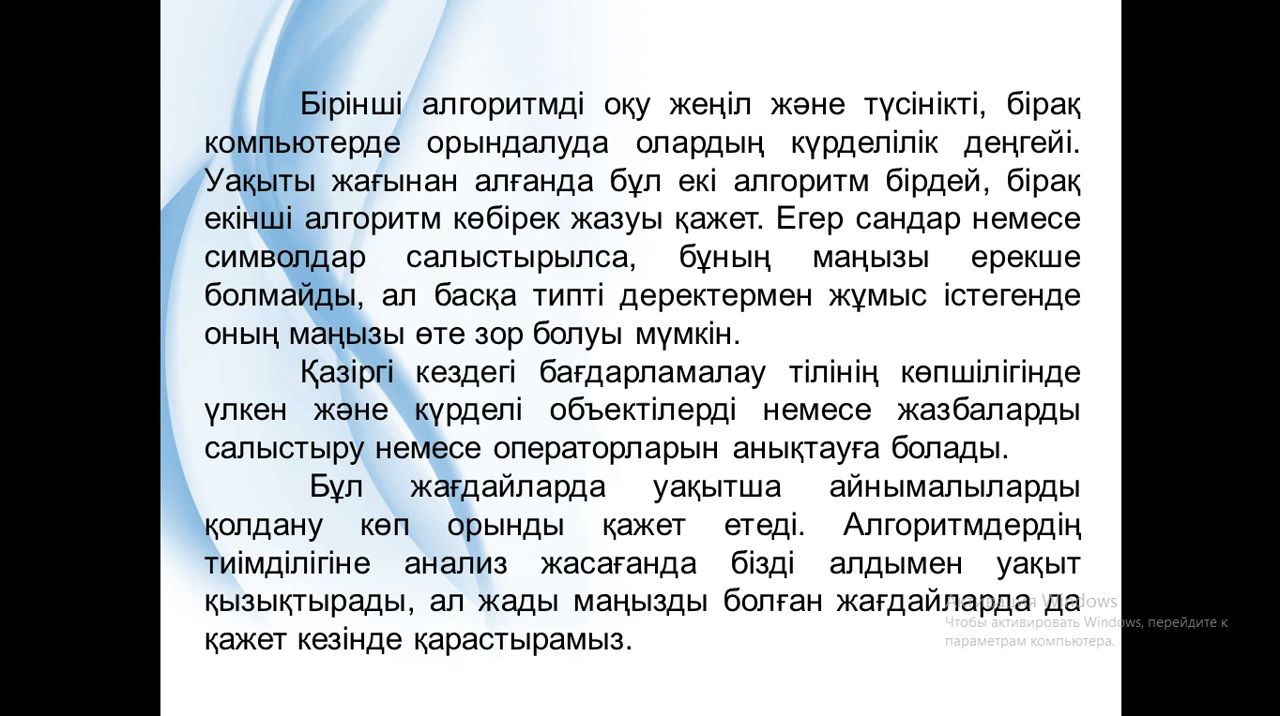 Бірінші алгоритмді оқу жеңіл және түсінікті, бірақ
компьютерде орындалуда олардың күрделілік деңгейі.
Уақыты жағынан алғанда бұл екі алгоритм бірдей, бірақ
екінші алгоритм көбірек жазуы қажет. Егер сандар немесе
символдар салыстырылса, бұның маңызы ерекше
болмайды, ал басқа типті деректермен жұмыс істегенде
оның маңызы өте зор болуы мүмкін.
Қазіргі кездегі бағдарламалау тілінің көпшілігінде
үлкен және күрделі объектілерді немесе жазбаларды
салыстыру немесе операторларын анықтауға болады.
Бұл жағдайларда уақытша айнымалыларды
қолдану көп орынды қажет етеді. Алгоритмдердің
тиімділігіне анализ жасағанда бізді алдымен уақыт
қызықтырады, ал жады маңызды болған жағдайларда да
қажет кезінде қарастырамыз.
Активация Windows
Чтобы активировать Windows, перейдите к
параметрам компьютера.